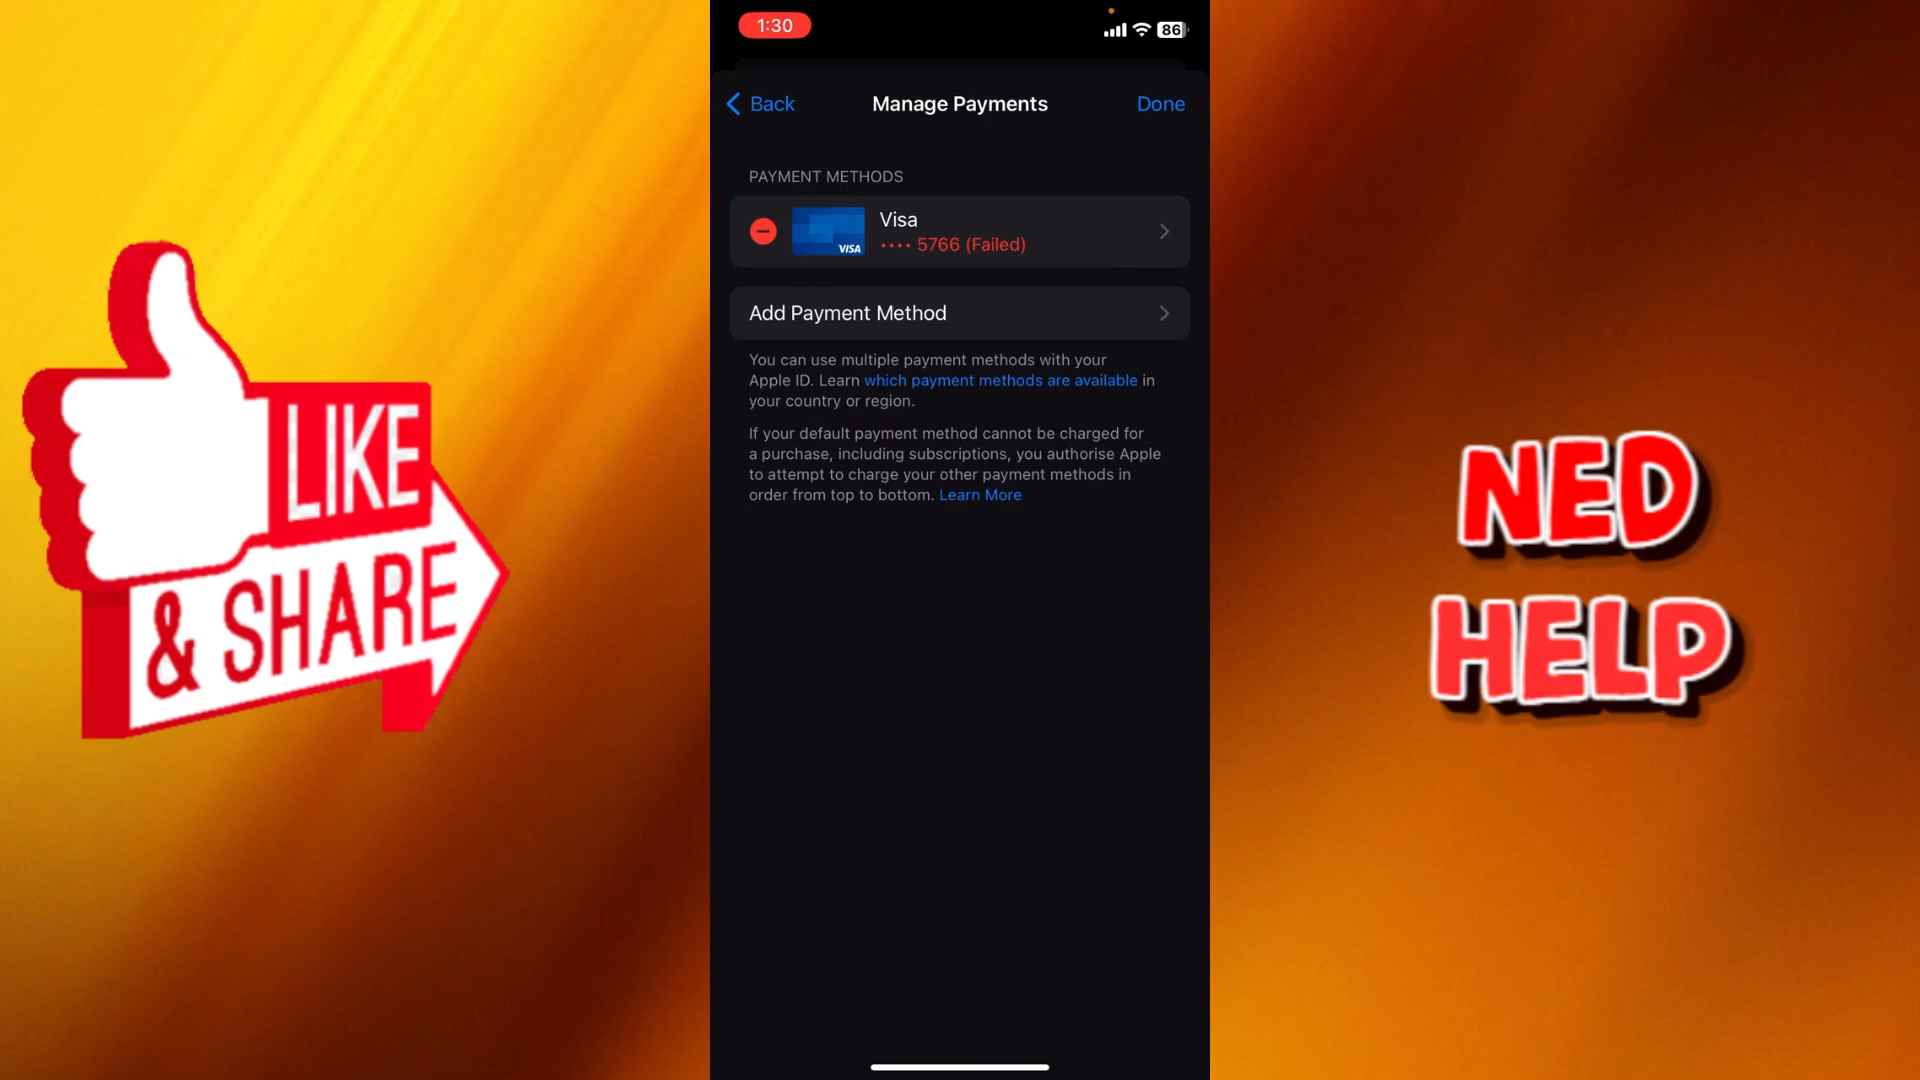 1:30
86
Back
Manage Payments
Done
PAYMENT METHODS
VISA
Visa
•••• 5766 (Failed)
Add Payment Method
You can use multiple payment methods with your
Apple ID. Learn which payment methods are available in
your country or region.
If your default payment method cannot be charged for
a purchase, including subscriptions, you authorise Apple
to attempt to charge your other payment methods in
order from top to bottom. Learn More
LIKE
& SHARE
NED
HELP